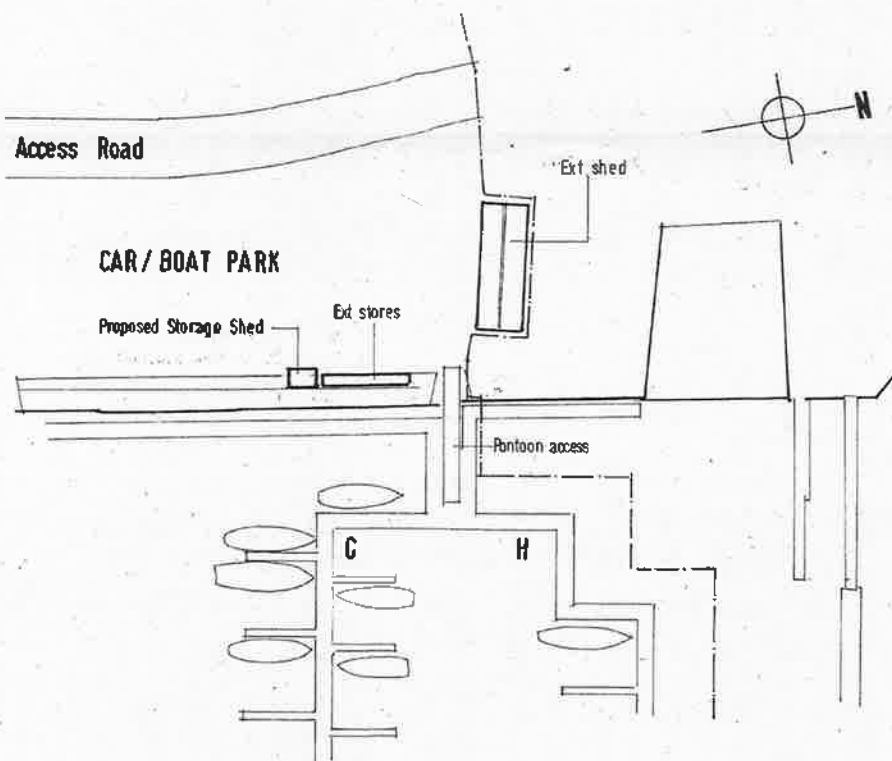 N
Access Road
Ext shed
CAR/BOAT PARK
Proposed Storage Shed
Ext stores
Pontoon access
G
H